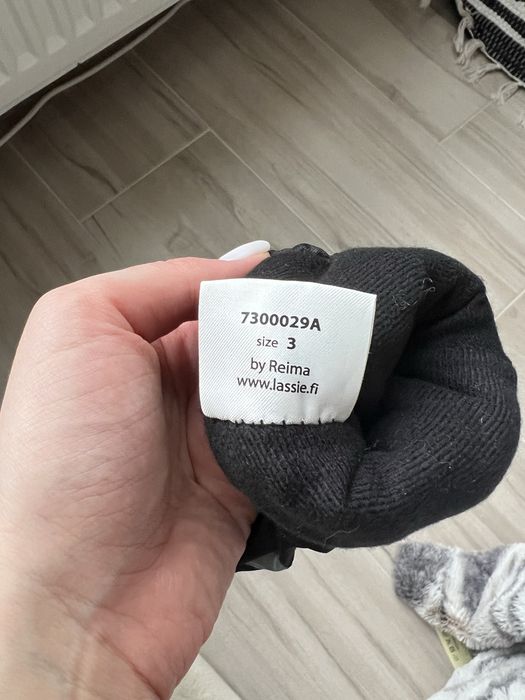 7300029A
size 3
by Reima
www.lassie.fi